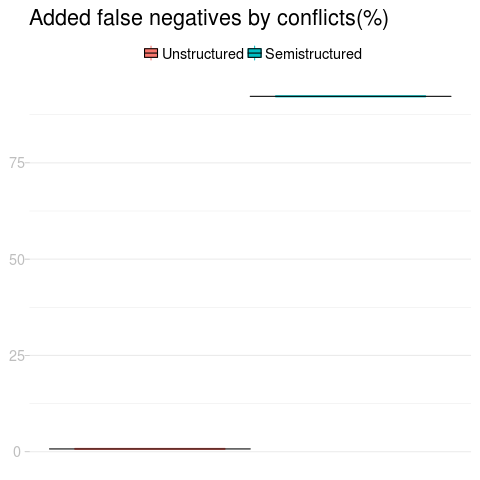 Added false negatives by conflicts(%)
Unstructured Semistructured
75
50
25
0